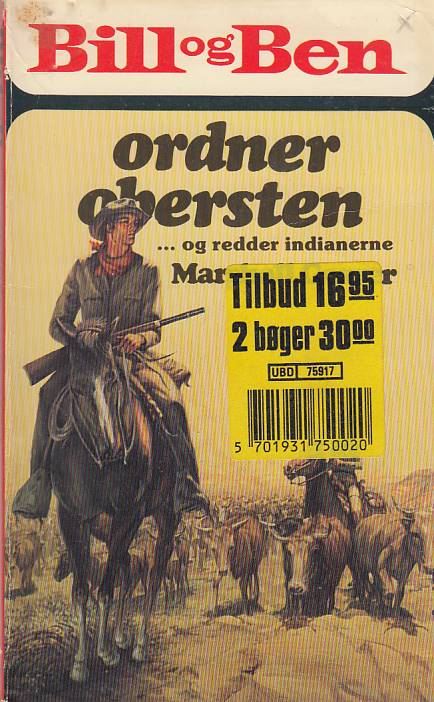 Bill og Ben
ordner
obersten
... og redder indianerne
Tilbud 16 95
2 bøger 30 00
UBD 75917
5 701931 750020